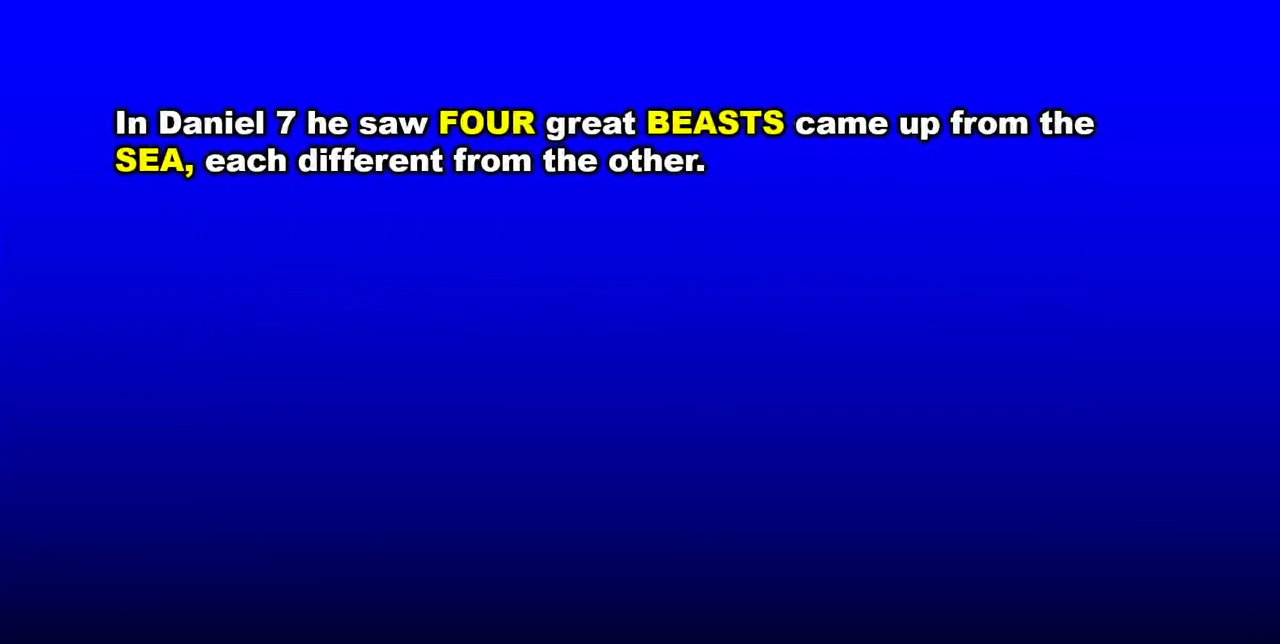 In Daniel 7 he saw FOUR great BEASTS came up from the
SEA, each different from the other.